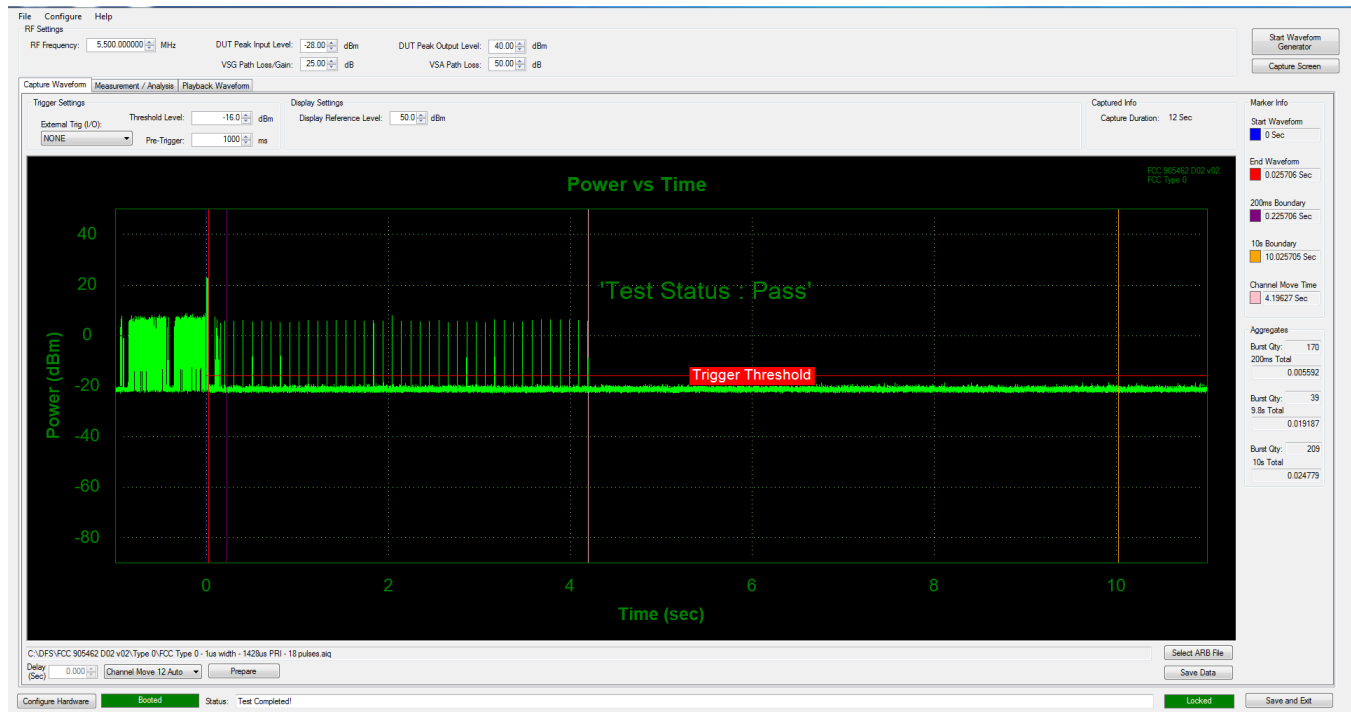 File Configure Help
RF Settings
RF Frequency: 5,500.000000 MHz DUT Peak Input Level: -28.00 dBm DUT Peak Output Level: 40.00 dBm
VSG Path Loss/Gain: 25.00 dB VSA Path Loss: 50.00 dB
Start Waveform
Generator
Capture Screen
Capture Waveform Measurement / Analysis Playback Waveform
Trigger Settings
External Trig (I/O):
NONE
Threshold Level: -16.0 dBm
Pre-Trigger: 1000 ms
Display Settings
Display Reference Level: 50.0 dBm
Captured Info
Capture Duration: 12 Sec
Marker Info
Start Waveform
0 Sec
End Waveform
0.025706 Sec
200ms Boundary
0.225706 Sec
10s Boundary
10.025705 Sec
Channel Move Time
4.19627 Sec
Aggregates
Burst Qty: 170
200ms Total
0.005592
Burst Qty: 39
9.8s Total
0.019187
Burst Qty: 209
10s Total
0.024779
Power vs Time
FCC 905462 D02 v02
FCC Type 0
'Test Status : Pass'
Trigger Threshold
Power (dBm)
40
20
0
-20
-40
-60
-80
0 2 4 6 8 10
Time (sec)
C:\DFS\FCC 905462 D02 v02\Type 0\FCC Type 0 - 1us width - 1428us PRI - 18 pulses.aiq
Select ARB File
Delay
(Sec) 0.000 Channel Move 12 Auto Prepare
Save Data
Configure Hardware Booted Status: Test Completed! Locked Save and Exit